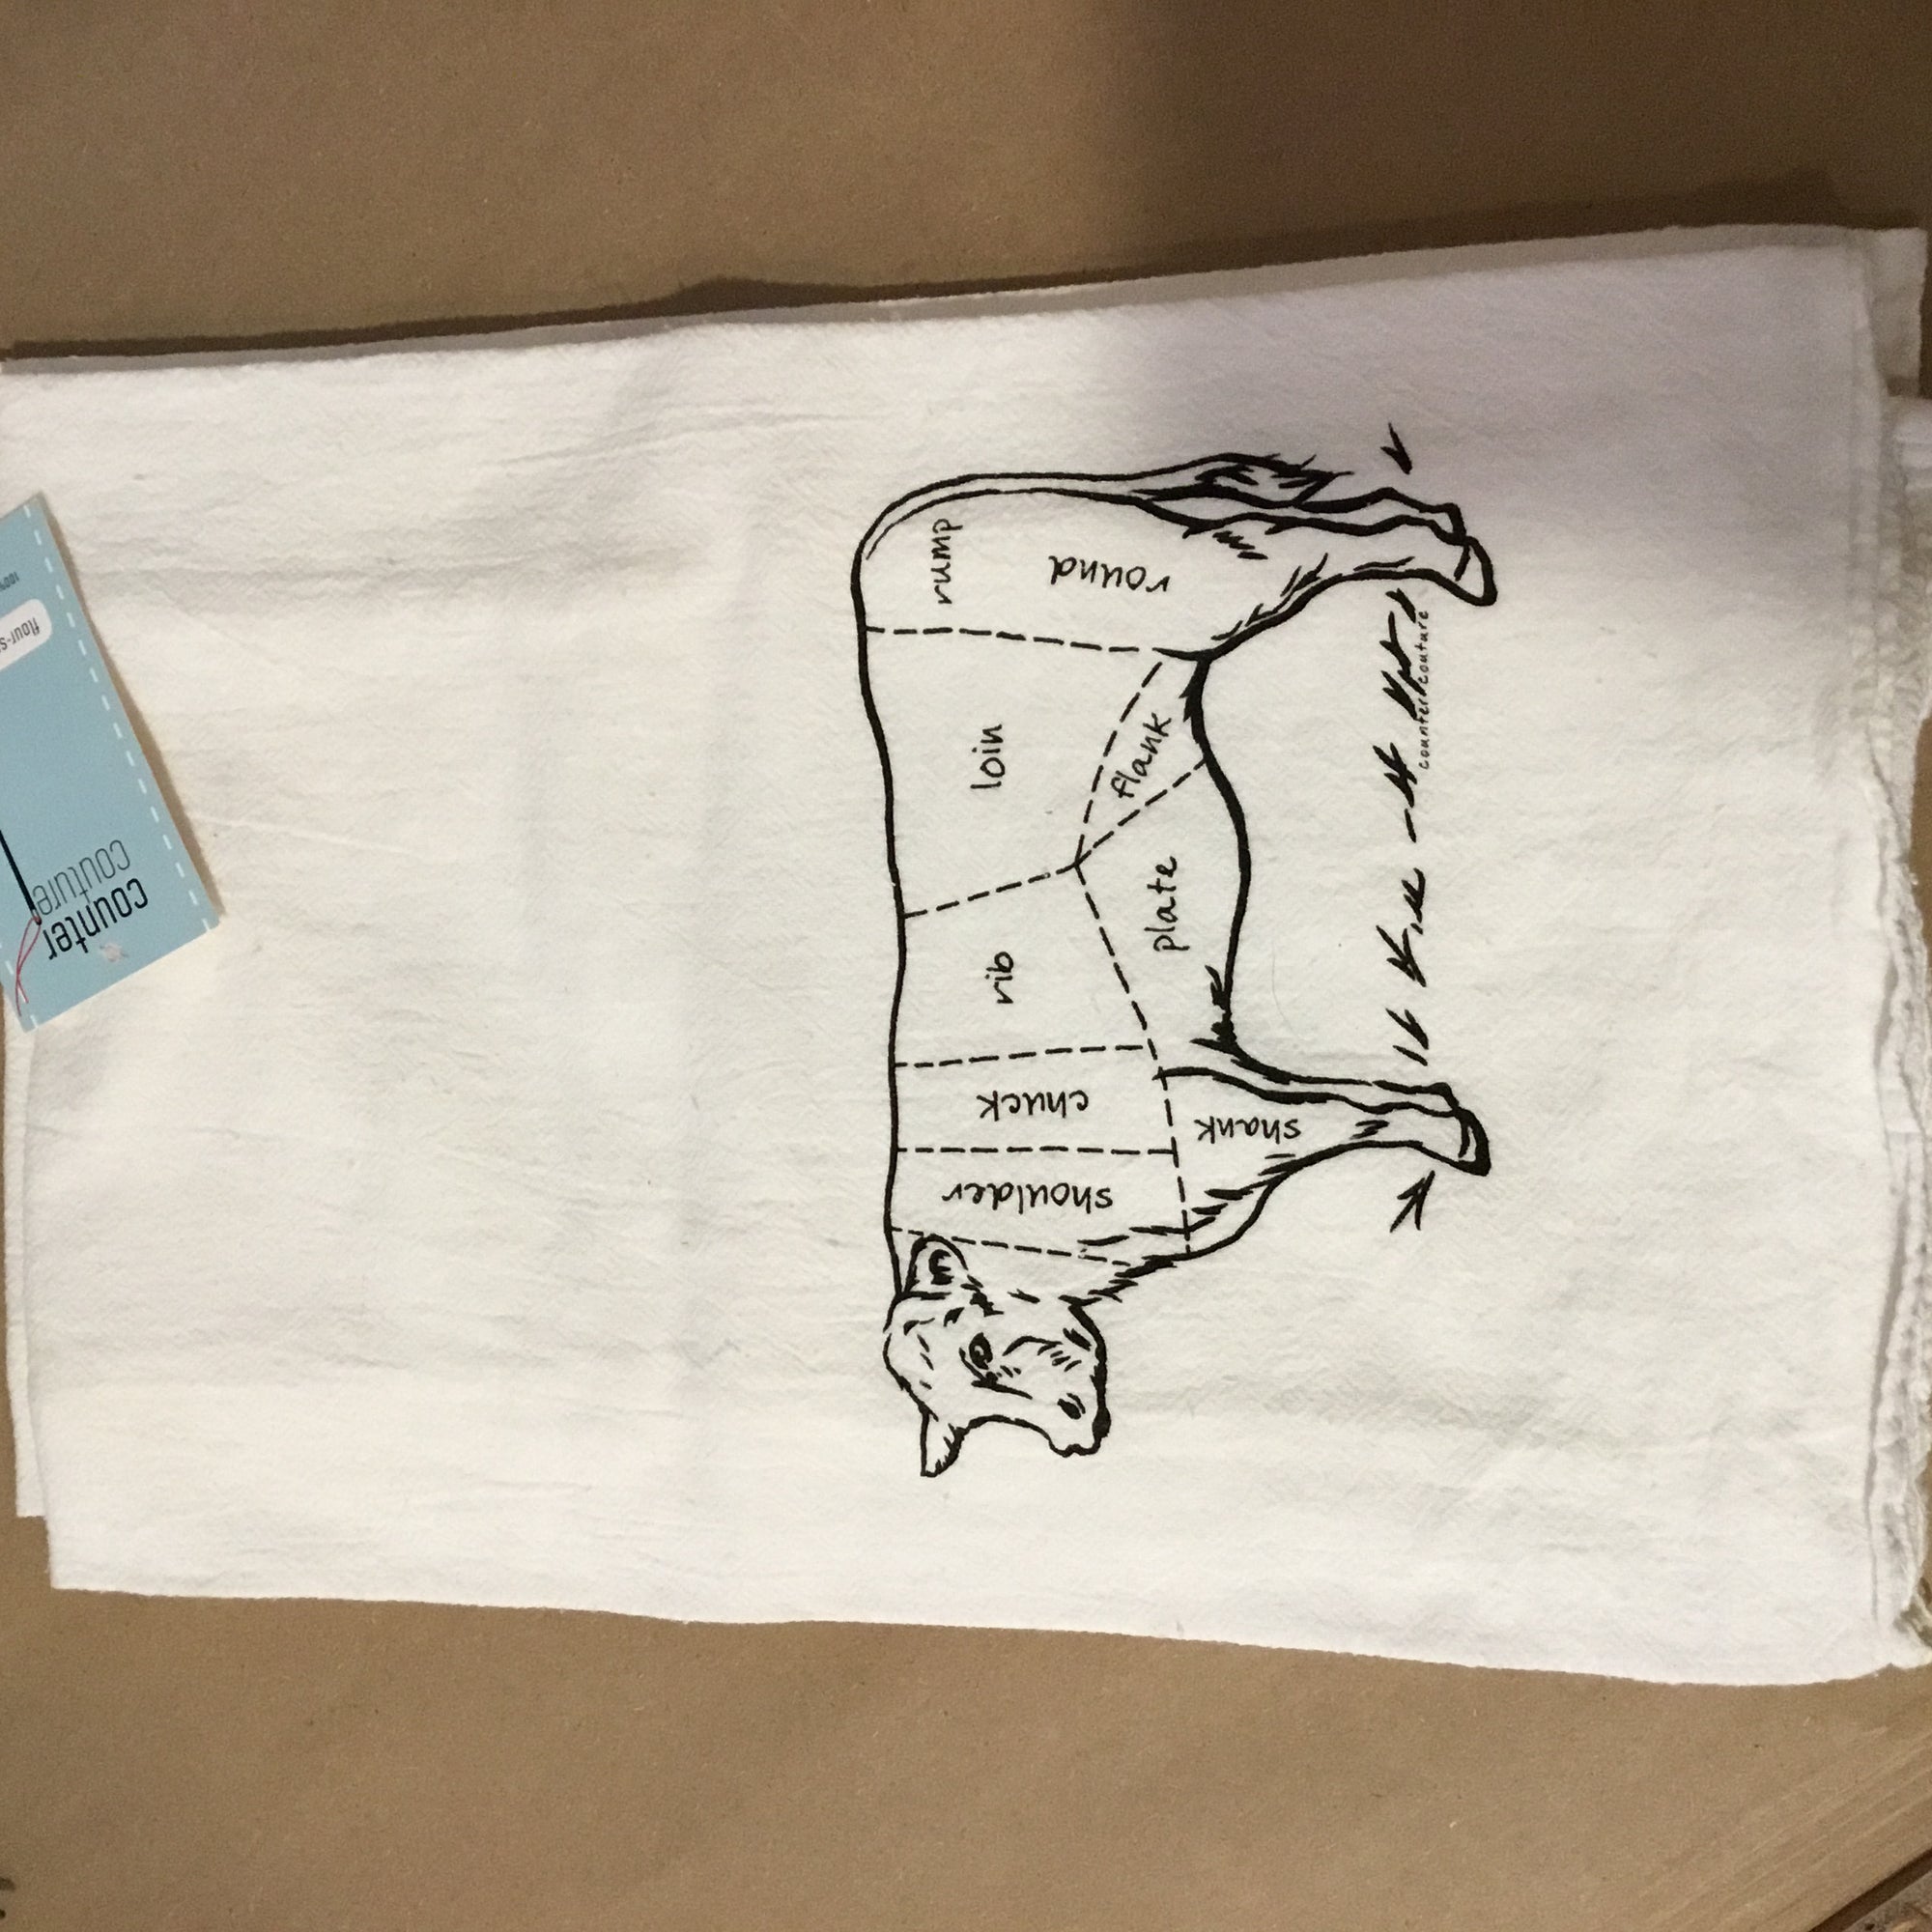 rump
round
loin
flank
rib
plate
chuck
shank
shoulder
counter couture
counter
couture